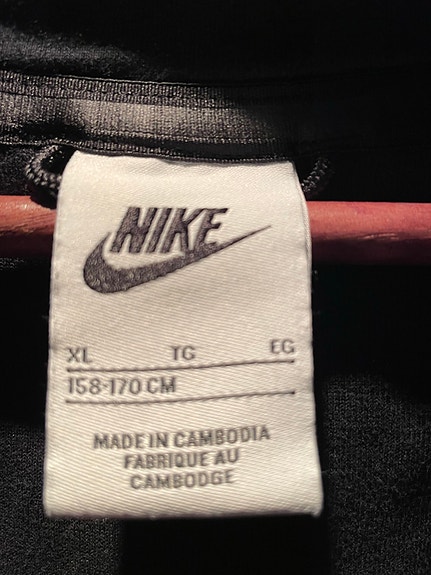 NIKE
XL TG EG
158-170 CM
MADE IN CAMBODIA
FABRIQUE AU
CAMBODGE